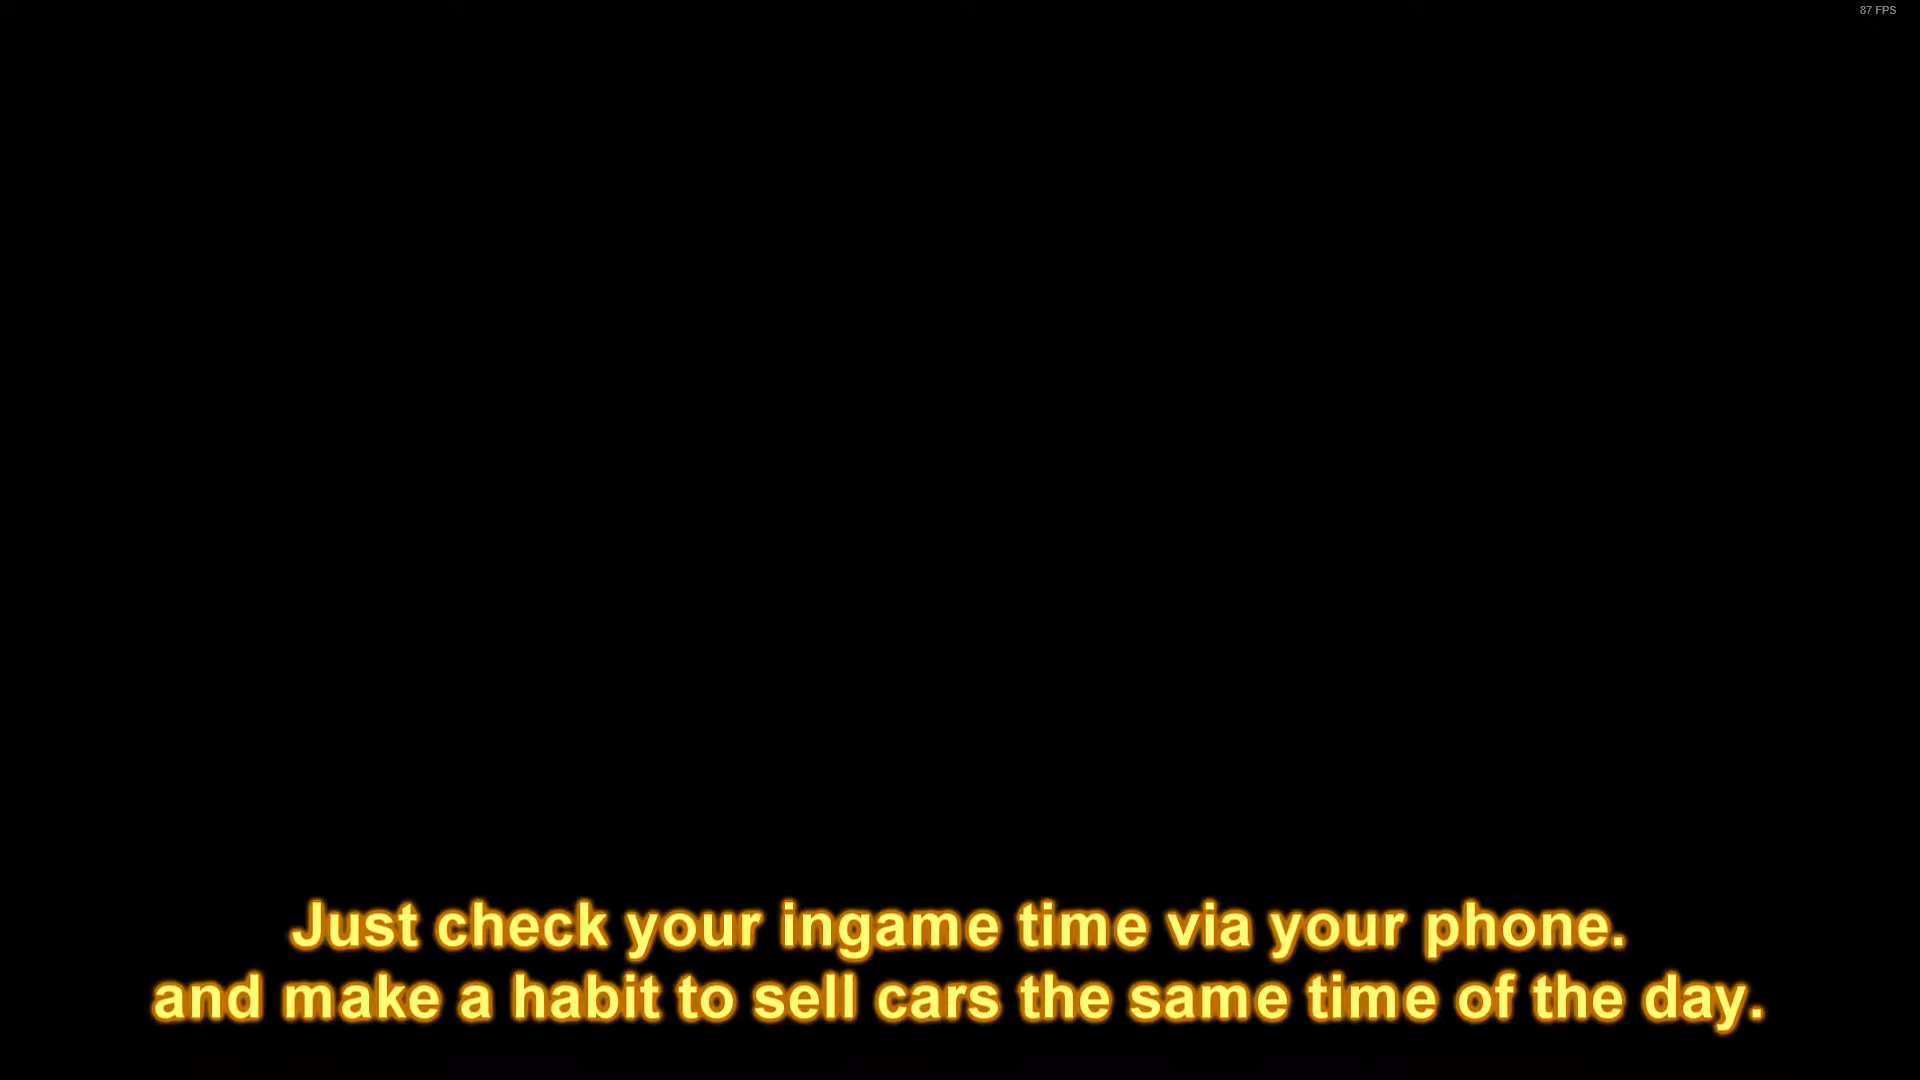 87 FPS
Just check your ingame time via your phone.
and make a habit to sell cars the same time of the day.